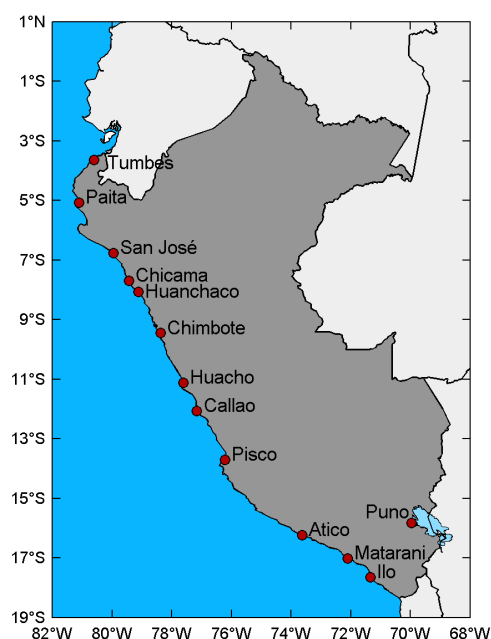 1°N
1°S
3°S
Tumbes
5°S
Paita
San José
7°S
Chicama
Huanchaco
9°S
Chimbote
11°S
Huacho
Callao
13°S
Pisco
15°S
Puno
Atico
17°S
Matarani
Ilo
19°S
82°W 80°W 78°W 76°W 74°W 72°W 70°W 68°W